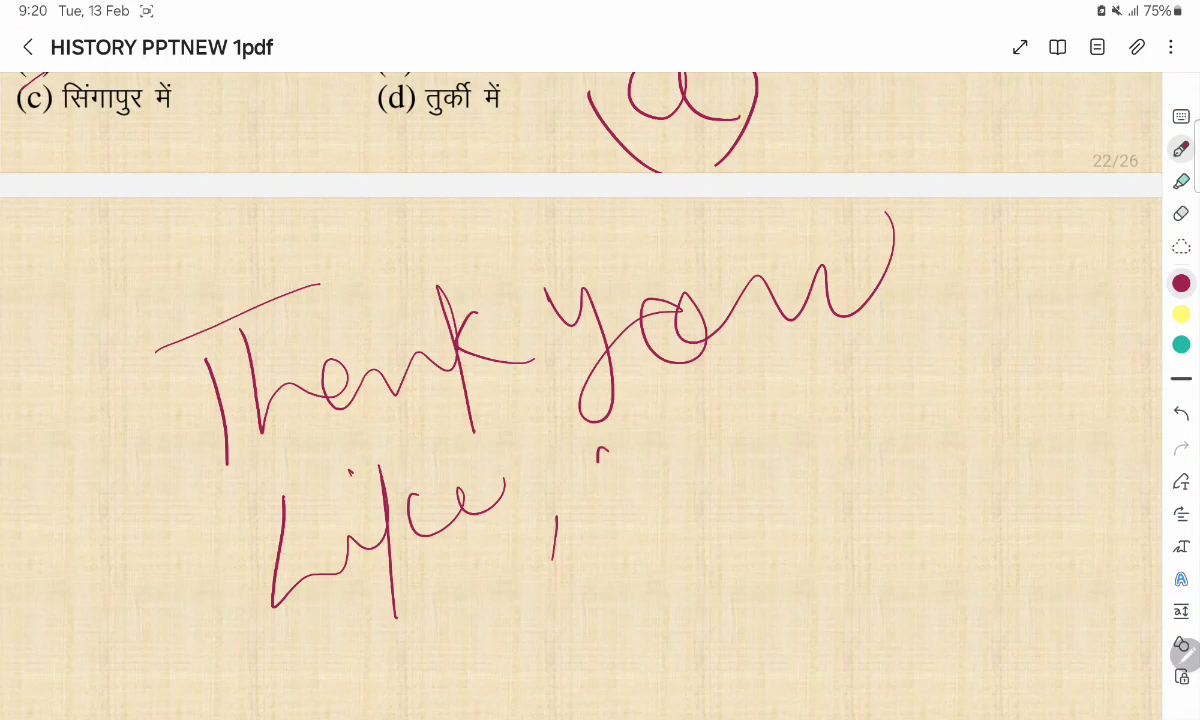 9:20 Tue, 13 Feb 75%
HISTORY PPTNEW 1pdf
(c) सिंगापुर में (d) तुर्की में
22/26
Thank you
Like